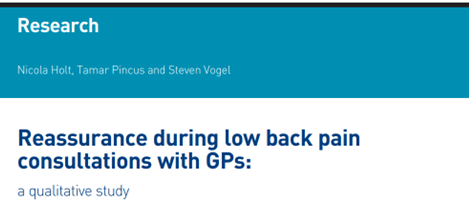 Research
Nicola Holt, Tamar Pincus and Steven Vogel
Reassurance during low back pain
consultations with GPs:
a qualitative study